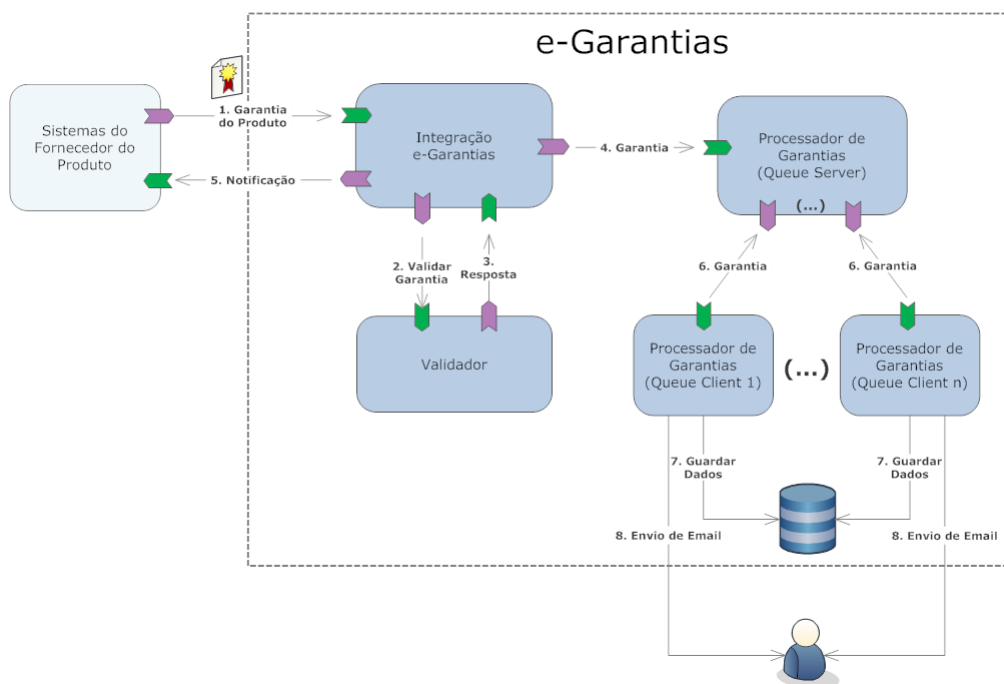 e-Garantias
1. Garantia
do Produto
Sistemas do
Fornecedor do
Produto
5. Notificação
Integração
e-Garantias
4. Garantia
Processador de
Garantias
(Queue Server)
(...)
2. Validar
Garantia
3.
Resposta
6. Garantia
6. Garantia
Validador
Processador de
Garantias
(Queue Client 1)
(...)
Processador de
Garantias
(Queue Client n)
7. Guardar
Dados
7. Guardar
Dados
8. Envio de Email
8. Envio de Email